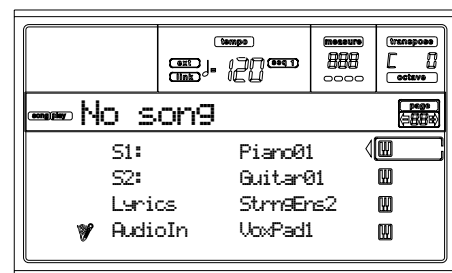 tempo measure transpose
ext link ♩= 120 seq 1 888 C 0
octave
song play No song page 88
S1: Piano01 W
S2: Guitar01 W
Lyrics StrngEns2 W
AudioIn VoxPad1 W